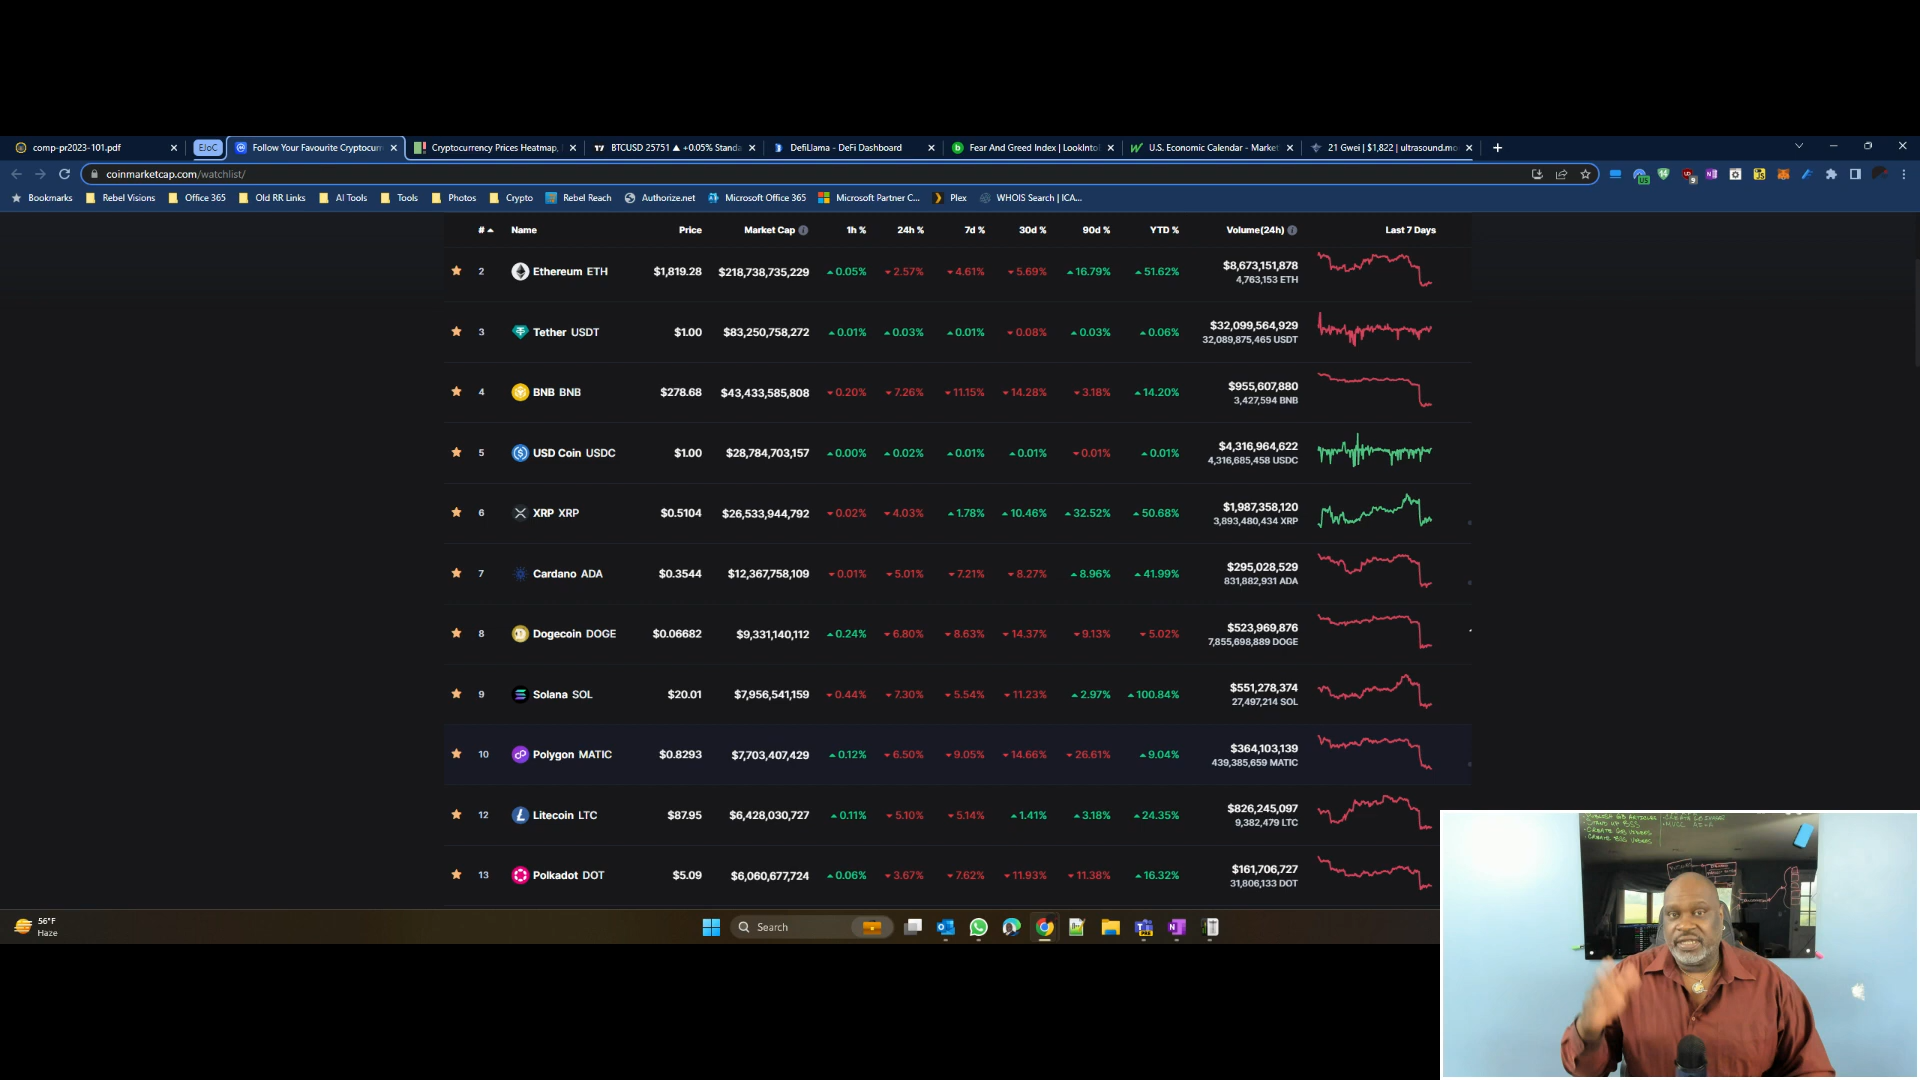 comp-pr2023-101.pdf
EJoC
Follow Your Favourite Cryptocurr
Cryptocurrency Prices Heatmap,
BTCUSD 25751 ▲ +0.05% Standa
DefiLlama - DeFi Dashboard
Fear And Greed Index | LookIntoB
U.S. Economic Calendar - Market
21 Gwei | $1,822 | ultrasound.mo
coinmarketcap.com/watchlist/
Bookmarks Rebel Visions Office 365 Old RR Links AI Tools Tools Photos Crypto Rebel Reach Authorize.net Microsoft Office 365 Microsoft Partner C... Plex WHOIS Search | ICA...
# Name Price Market Cap 1h % 24h % 7d % 30d % 90d % YTD % Volume(24h) Last 7 Days
2 Ethereum ETH $1,819.28 $218,738,735,229 0.05% 2.57% 4.61% 5.69% 16.79% 51.62% $8,673,151,878
4,763,153 ETH
3 Tether USDT $1.00 $83,250,758,272 0.01% 0.03% 0.01% 0.08% 0.03% 0.06% $32,099,564,929
32,089,875,465 USDT
4 BNB BNB $278.68 $43,433,585,808 0.20% 7.26% 11.15% 14.28% 3.18% 14.20% $955,607,880
3,427,594 BNB
5 USD Coin USDC $1.00 $28,784,703,157 0.00% 0.02% 0.01% 0.01% 0.01% 0.01% $4,316,964,622
4,316,685,458 USDC
6 XRP XRP $0.5104 $26,533,944,792 0.02% 4.03% 1.78% 10.46% 32.52% 50.68% $1,987,358,120
3,893,480,434 XRP
7 Cardano ADA $0.3544 $12,367,758,109 0.01% 5.01% 7.21% 8.27% 8.96% 41.99% $295,028,529
831,882,931 ADA
8 Dogecoin DOGE $0.06682 $9,331,140,112 0.24% 6.80% 8.63% 14.37% 9.13% 5.02% $523,969,876
7,855,698,889 DOGE
9 Solana SOL $20.01 $7,956,541,159 0.44% 7.30% 5.54% 11.23% 2.97% 100.84% $551,278,374
27,497,214 SOL
10 Polygon MATIC $0.8293 $7,703,407,429 0.12% 6.50% 9.05% 14.66% 26.61% 9.04% $364,103,139
439,385,659 MATIC
12 Litecoin LTC $87.95 $6,428,030,727 0.11% 5.10% 5.14% 1.41% 3.18% 24.35% $826,245,097
9,382,479 LTC
13 Polkadot DOT $5.09 $6,060,677,724 0.06% 3.67% 7.62% 11.93% 11.38% 16.32% $161,706,727
31,806,133 DOT
56°F
Haze
Search